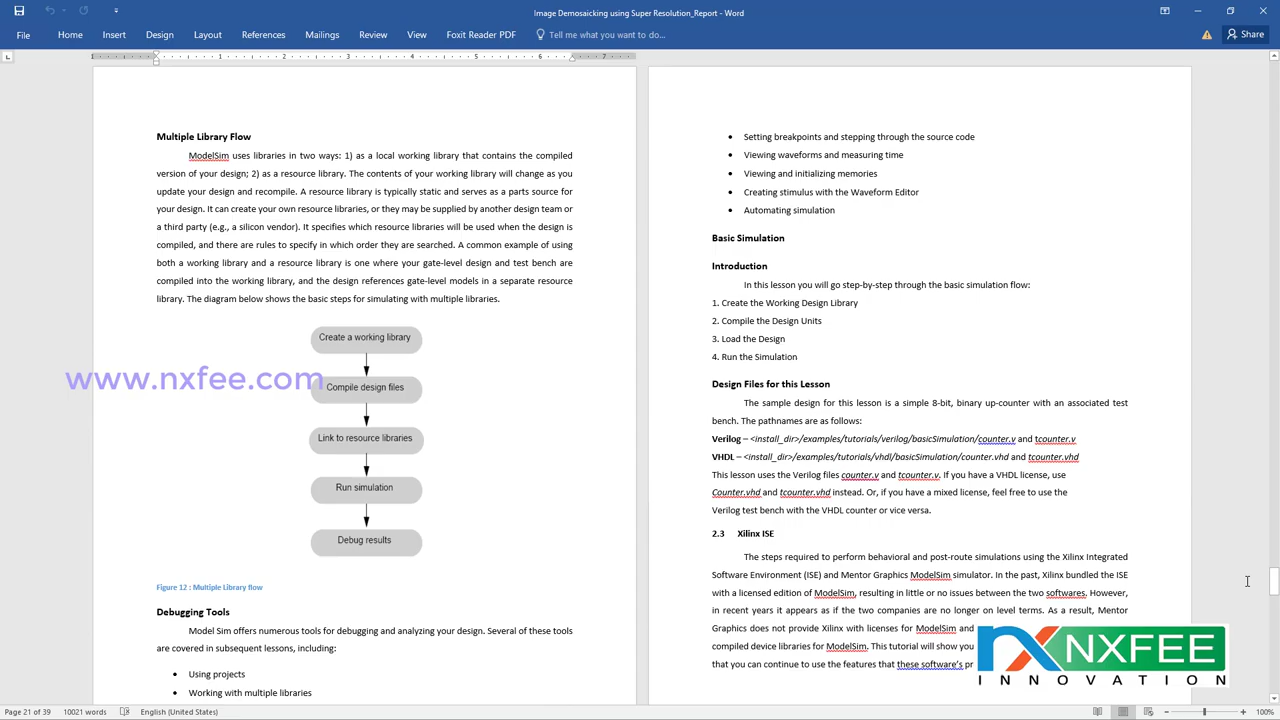 Image Demosaicking using Super Resolution_Report - Word
File Home Insert Design Layout References Mailings Review View Foxit Reader PDF Tell me what you want to do... Share
1 1 2 3 4 5 6 7
Multiple Library Flow
ModelSim uses libraries in two ways: 1) as a local working library that contains the compiled
version of your design; 2) as a resource library. The contents of your working library will change as you
update your design and recompile. A resource library is typically static and serves as a parts source for
your design. It can create your own resource libraries, or they may be supplied by another design team or
a third party (e.g., a silicon vendor). It specifies which resource libraries will be used when the design is
compiled, and there are rules to specify in which order they are searched. A common example of using
both a working library and a resource library is one where your gate-level design and test bench are
compiled into the working library, and the design references gate-level models in a separate resource
library. The diagram below shows the basic steps for simulating with multiple libraries.
Create a working library
www.nxfee.com
Compile design files
Link to resource libraries
Run simulation
Debug results
Figure 12 : Multiple Library flow
Debugging Tools
Model Sim offers numerous tools for debugging and analyzing your design. Several of these tools
are covered in subsequent lessons, including:
• Using projects
• Working with multiple libraries
• Setting breakpoints and stepping through the source code
• Viewing waveforms and measuring time
• Viewing and initializing memories
• Creating stimulus with the Waveform Editor
• Automating simulation
Basic Simulation
Introduction
In this lesson you will go step-by-step through the basic simulation flow:
1. Create the Working Design Library
2. Compile the Design Units
3. Load the Design
4. Run the Simulation
Design Files for this Lesson
The sample design for this lesson is a simple 8-bit, binary up-counter with an associated test
bench. The pathnames are as follows:
Verilog – <install_dir>/examples/tutorials/verilog/basicSimulation/counter.v and tcounter.v
VHDL – <install_dir>/examples/tutorials/vhdl/basicSimulation/counter.vhd and tcounter.vhd
This lesson uses the Verilog files counter.v and tcounter.v. If you have a VHDL license, use
Counter.vhd and tcounter.vhd instead. Or, if you have a mixed license, feel free to use the
Verilog test bench with the VHDL counter or vice versa.
2.3 Xilinx ISE
The steps required to perform behavioral and post-route simulations using the Xilinx Integrated
Software Environment (ISE) and Mentor Graphics ModelSim simulator. In the past, Xilinx bundled the ISE
with a licensed edition of ModelSim, resulting in little or no issues between the two softwares. However,
in recent years it appears as if the two companies are no longer on level terms. As a result, Mentor
Graphics does not provide Xilinx with licenses for ModelSim and
compiled device libraries for ModelSim. This tutorial will show you
that you can continue to use the features that these software's pr
NXFEE
INNOVATION
Page 21 of 39 10021 words English (United States) 100%